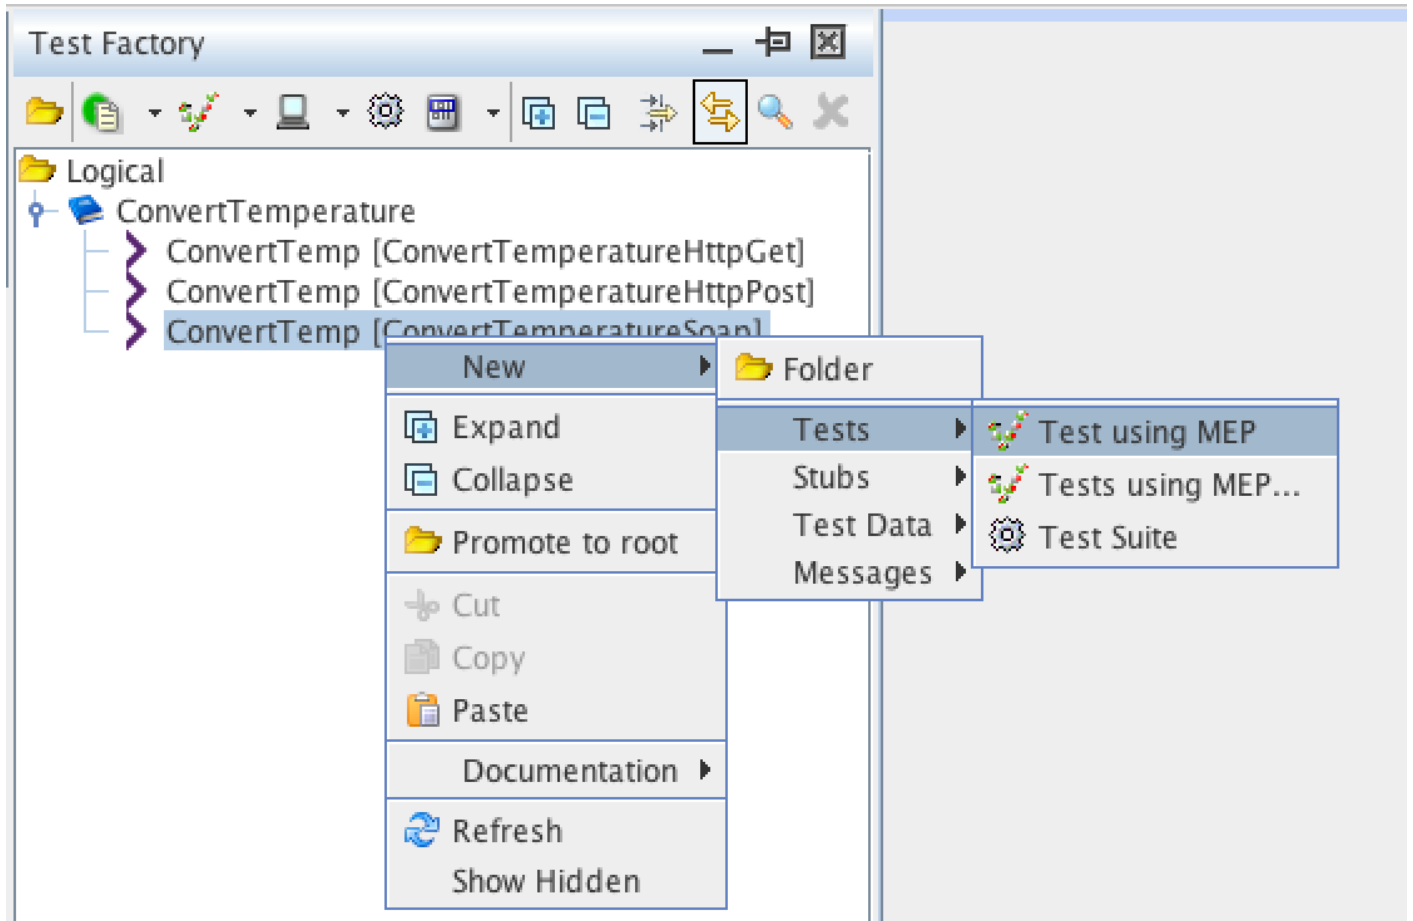 Test Factory
Logical
ConvertTemperature
ConvertTemp [ConvertTemperatureHttpGet]
ConvertTemp [ConvertTemperatureHttpPost]
ConvertTemp [ConvertTemperatureSoap]
New
Expand
Collapse
Promote to root
Cut
Copy
Paste
Documentation
Refresh
Show Hidden
Folder
Tests
Stubs
Test Data
Messages
Test using MEP
Tests using MEP...
Test Suite